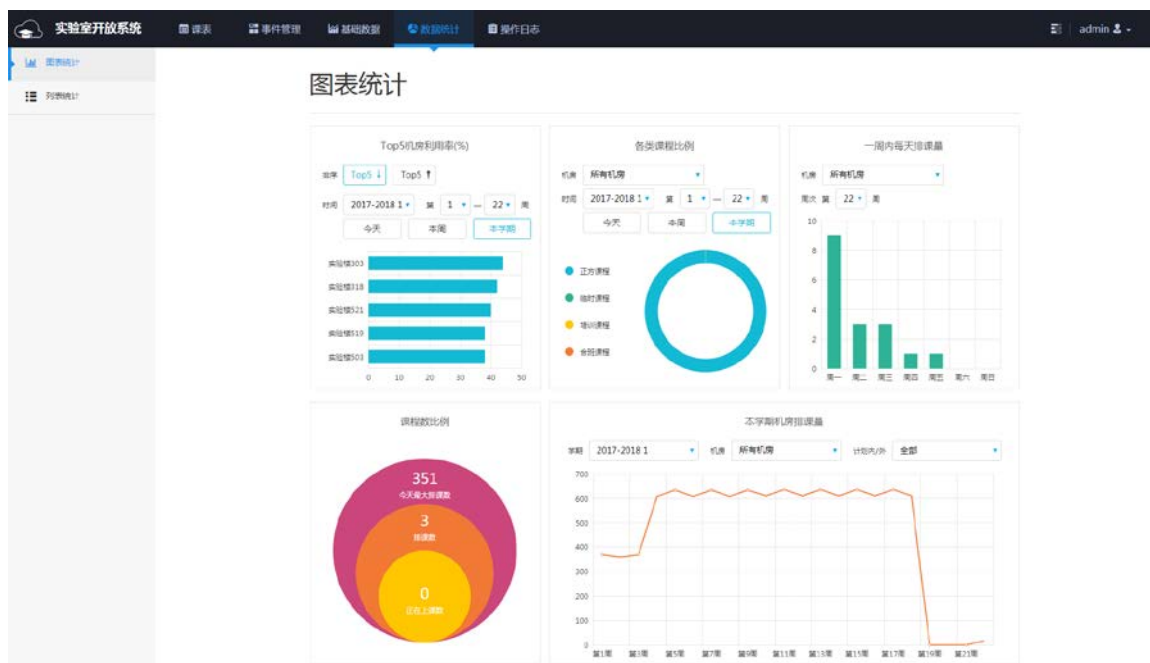 实验室开放系统 课表 事件管理 基础数据 数据统计 操作日志 admin
图表统计
列表统计
图表统计
Top5机房利用率(%)
排序 Top5 Top5
时间 2017-2018 1 第 1 — 22 周
今天 本周 本学期
实验楼303
实验楼318
实验楼521
实验楼519
实验楼503
0 10 20 30 40 50
各类课程比例
机房 所有机房
时间 2017-2018 1 第 1 — 22 周
今天 本周 本学期
正方课程
临时课程
培训课程
合班课程
一周内每天排课量
机房 所有机房
周次 第 22 周
10
8
6
4
2
0
周一 周二 周三 周四 周五 周六 周日
课程数比例
351
今天最大排课数
3
排课数
0
正在上课数
本学期机房排课量
学期 2017-2018 1 机房 所有机房 计划内/外 全部
700
600
500
400
300
200
100
0
第1周 第3周 第5周 第7周 第9周 第11周 第13周 第15周 第17周 第19周 第21周